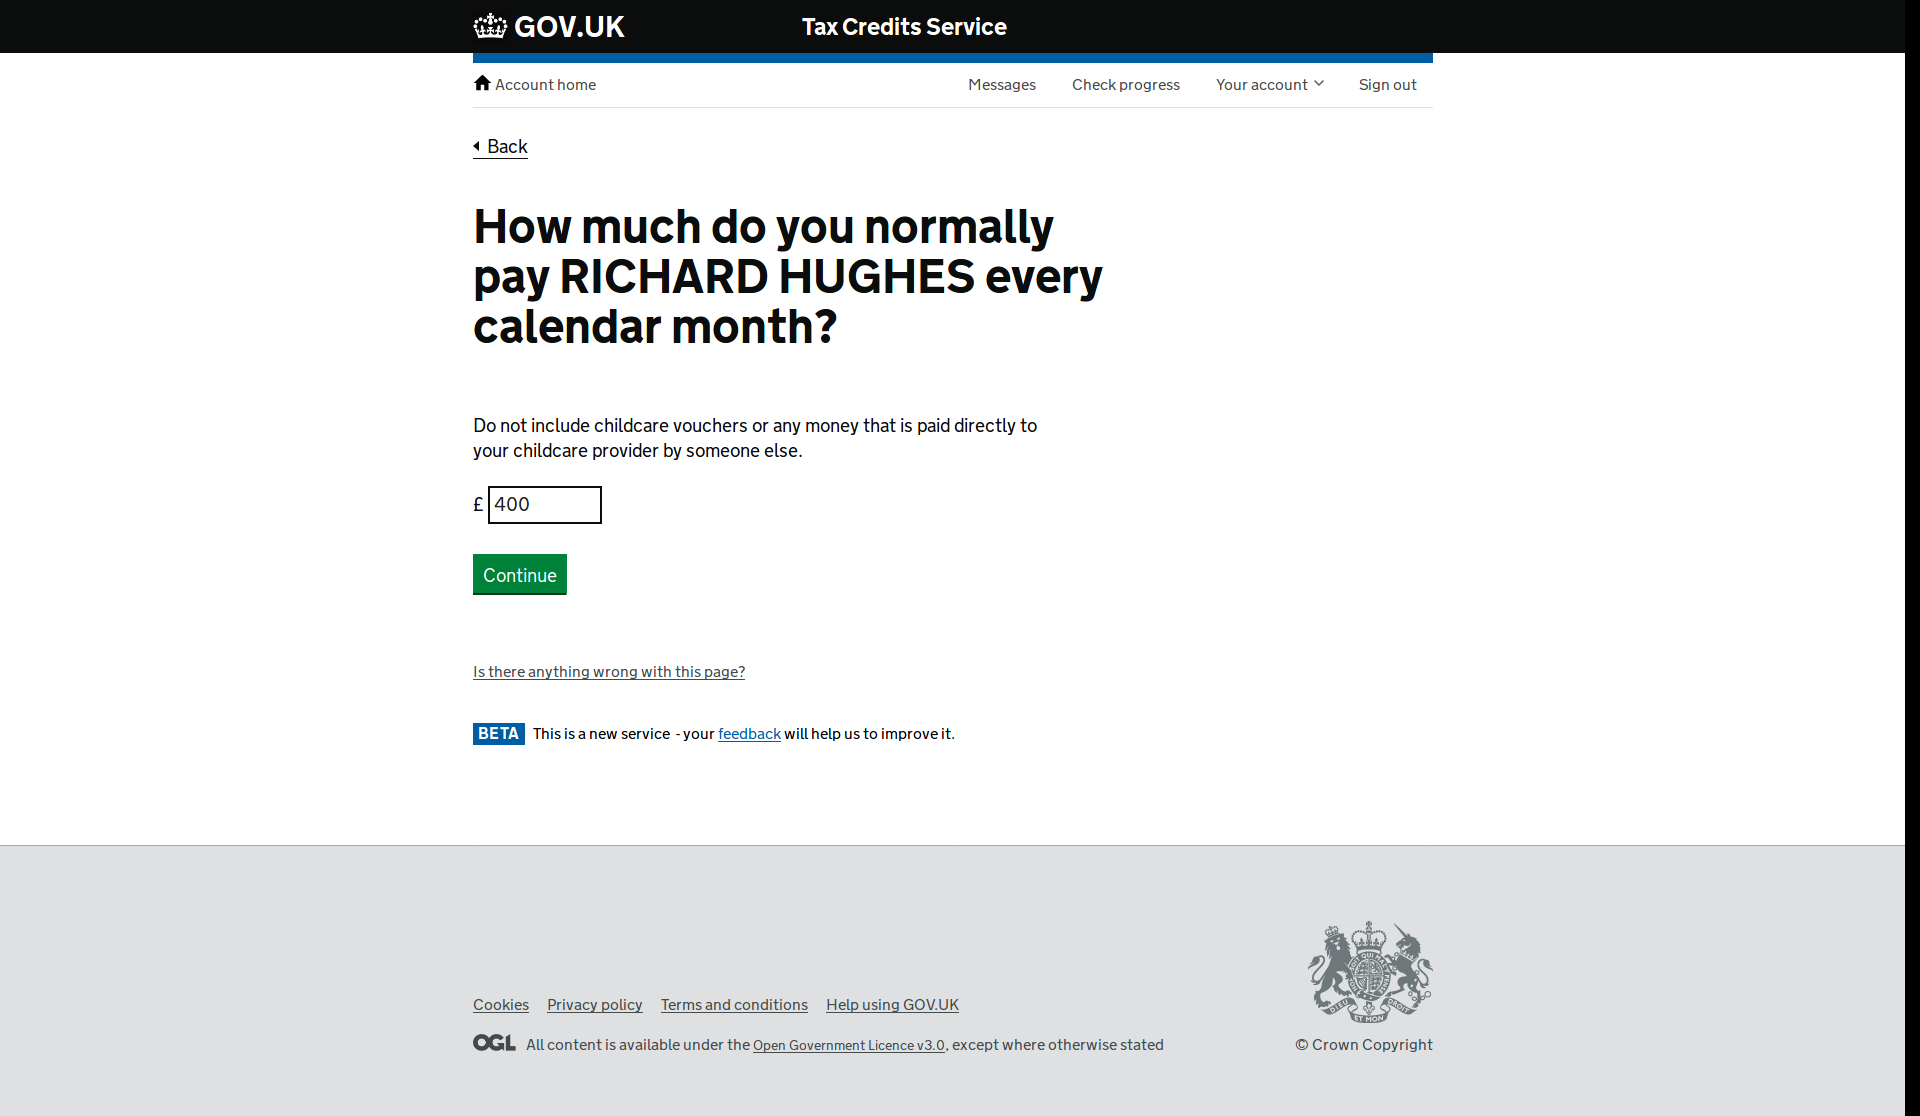 GOV.UK
Tax Credits Service
Account home
Messages
Check progress
Your account
Sign out
Back
How much do you normally
pay RICHARD HUGHES every
calendar month?
Do not include childcare vouchers or any money that is paid directly to
your childcare provider by someone else.
£ 400
Continue
Is there anything wrong with this page?
BETA This is a new service - your feedback will help us to improve it.
Cookies Privacy policy Terms and conditions Help using GOV.UK
OGL All content is available under the Open Government Licence v3.0, except where otherwise stated
© Crown Copyright